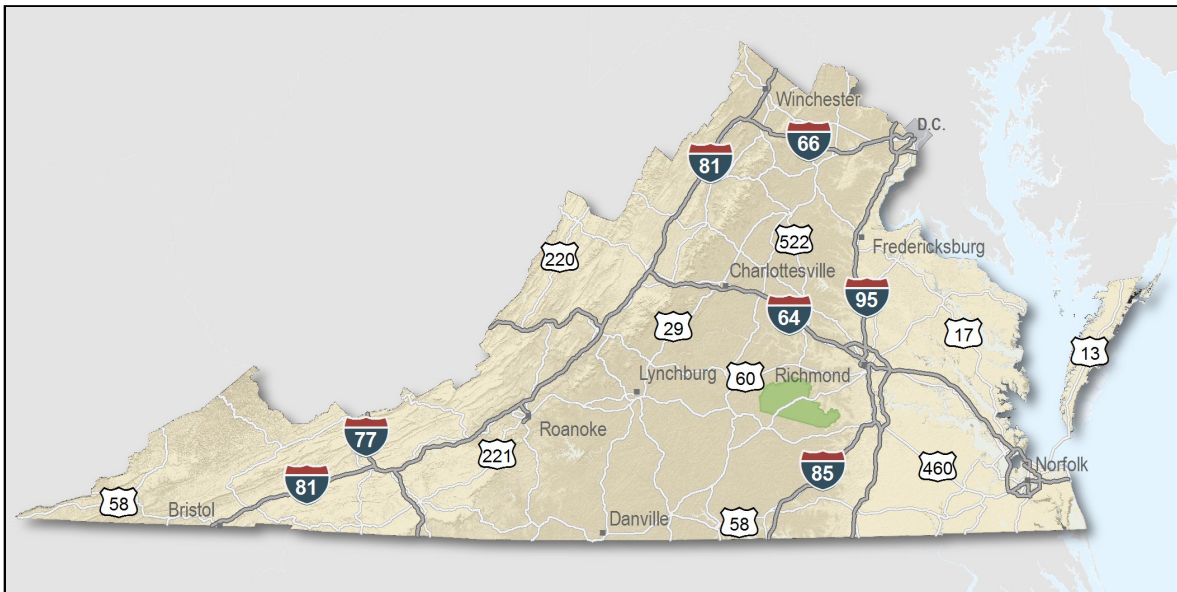 Winchester
D.C.
66
81
522
Fredericksburg
220
Charlottesville
95
64
29
17
13
Lynchburg
60
Richmond
77
Roanoke
221
460
85
Norfolk
81
58
Bristol
Danville
58